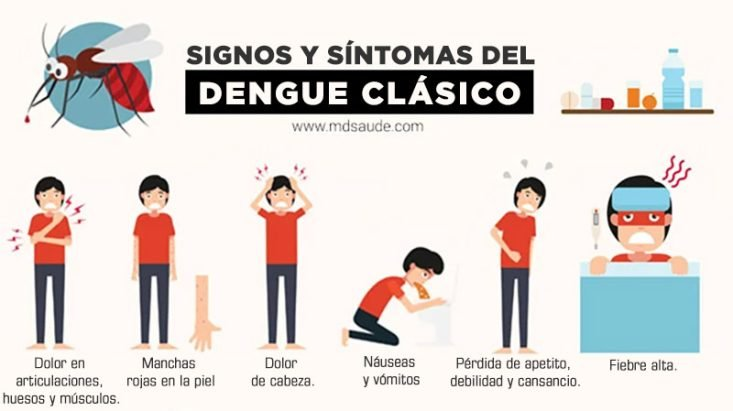 SIGNOS Y SÍNTOMAS DEL
DENGUE CLÁSICO
www.mdsaude.com
Dolor en
articulaciones,
huesos y músculos.
Manchas
rojas en la piel
Dolor
de cabeza.
Náuseas
y vómitos
Pérdida de apetito,
debilidad y cansancio.
Fiebre alta.